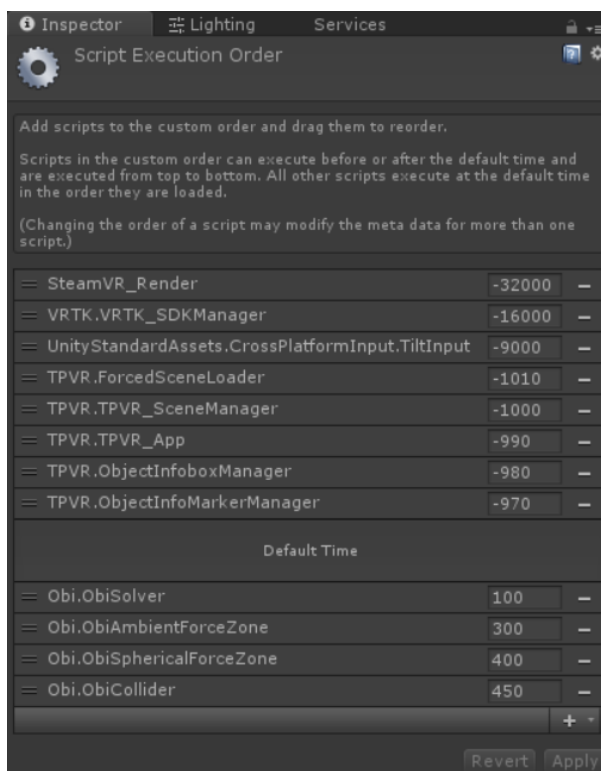 Inspector Lighting Services
Script Execution Order
Add scripts to the custom order and drag them to reorder.
Scripts in the custom order can execute before or after the default time and
are executed from top to bottom. All other scripts execute at the default time
in the order they are loaded.
(Changing the order of a script may modify the meta data for more than one
script.)
SteamVR_Render -32000
VRTK.VRTK_SDKManager -16000
UnityStandardAssets.CrossPlatformInput.TiltInput -9000
TPVR.ForcedSceneLoader -1010
TPVR.TPVR_SceneManager -1000
TPVR.TPVR_App -990
TPVR.ObjectInfoboxManager -980
TPVR.ObjectInfoMarkerManager -970
Default Time
Obi.ObiSolver 100
Obi.ObiAmbientForceZone 300
Obi.ObiSphericalForceZone 400
Obi.ObiCollider 450
Revert Apply